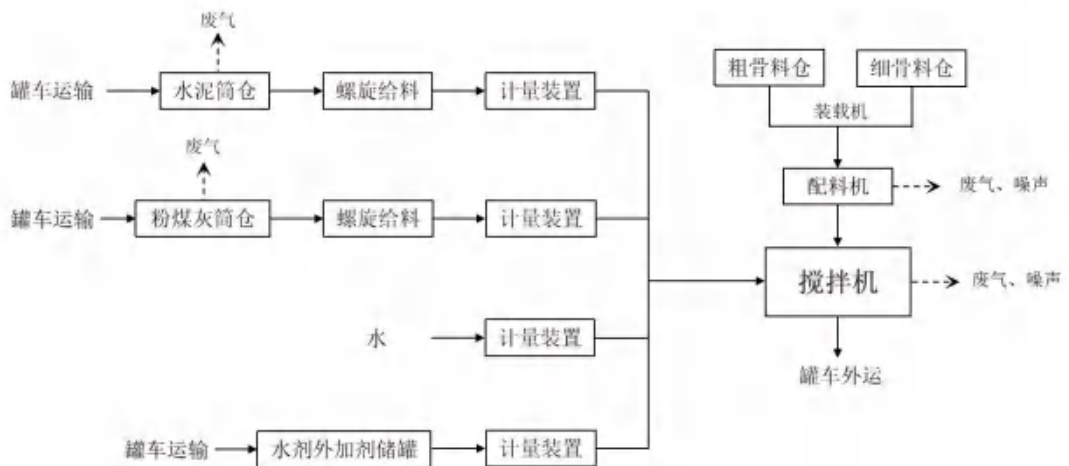 废气
罐车运输
水泥筒仓
螺旋给料
计量装置
废气
罐车运输
粉煤灰筒仓
螺旋给料
计量装置
水
计量装置
罐车运输
水剂外加剂储罐
计量装置
粗骨料仓
细骨料仓
装载机
配料机
废气、噪声
搅拌机
废气、噪声
罐车外运